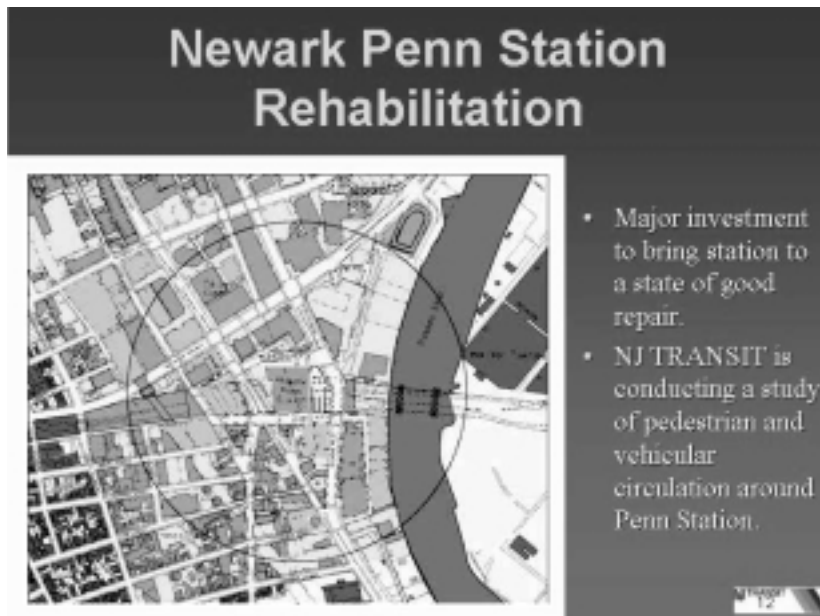 Newark Penn Station
Rehabilitation
• Major investment
to bring station to
a state of good
repair.
• NJ TRANSIT is
conducting a study
of pedestrian and
vehicular
circulation around
Penn Station.